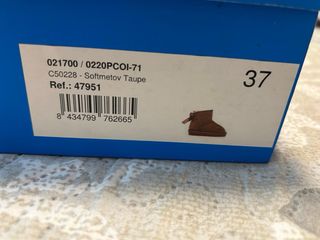 021700 / 0220PCOI-71
C50228 - Softmetov Taupe
Ref.: 47951
37
8 434799 762665